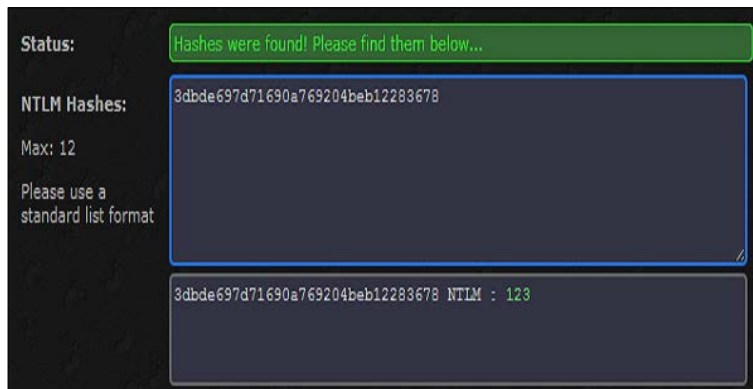 Status:
Hashes were found! Please find them below...
NTLM Hashes:
Max: 12
Please use a
standard list format
3dbde697d71690a769204beb12283678
3dbde697d71690a769204beb12283678 NTLM : 123